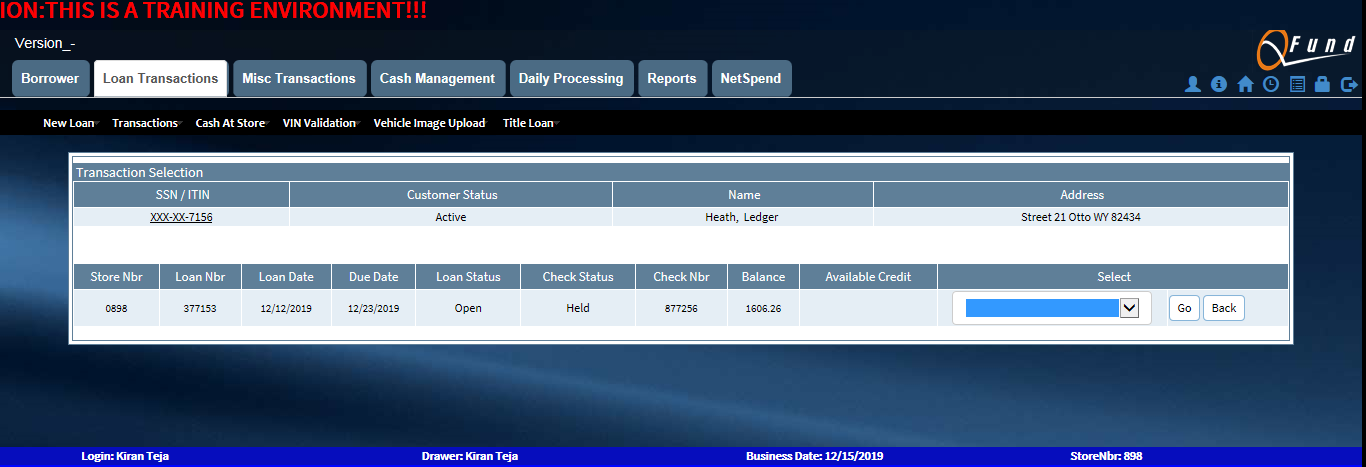 ION:THIS IS A TRAINING ENVIRONMENT!!!
Version_-
QFund
Borrower Loan Transactions Misc Transactions Cash Management Daily Processing Reports NetSpend
New Loan Transactions Cash At Store VIN Validation Vehicle Image Upload Title Loan
Transaction Selection
SSN / ITIN Customer Status Name Address
XXX-XX-7156 Active Heath, Ledger Street 21 Otto WY 82434
Store Nbr Loan Nbr Loan Date Due Date Loan Status Check Status Check Nbr Balance Available Credit Select
0898 377153 12/12/2019 12/23/2019 Open Held 877256 1606.26 Go Back
Login: Kiran Teja Drawer: Kiran Teja Business Date: 12/15/2019 StoreNbr: 898